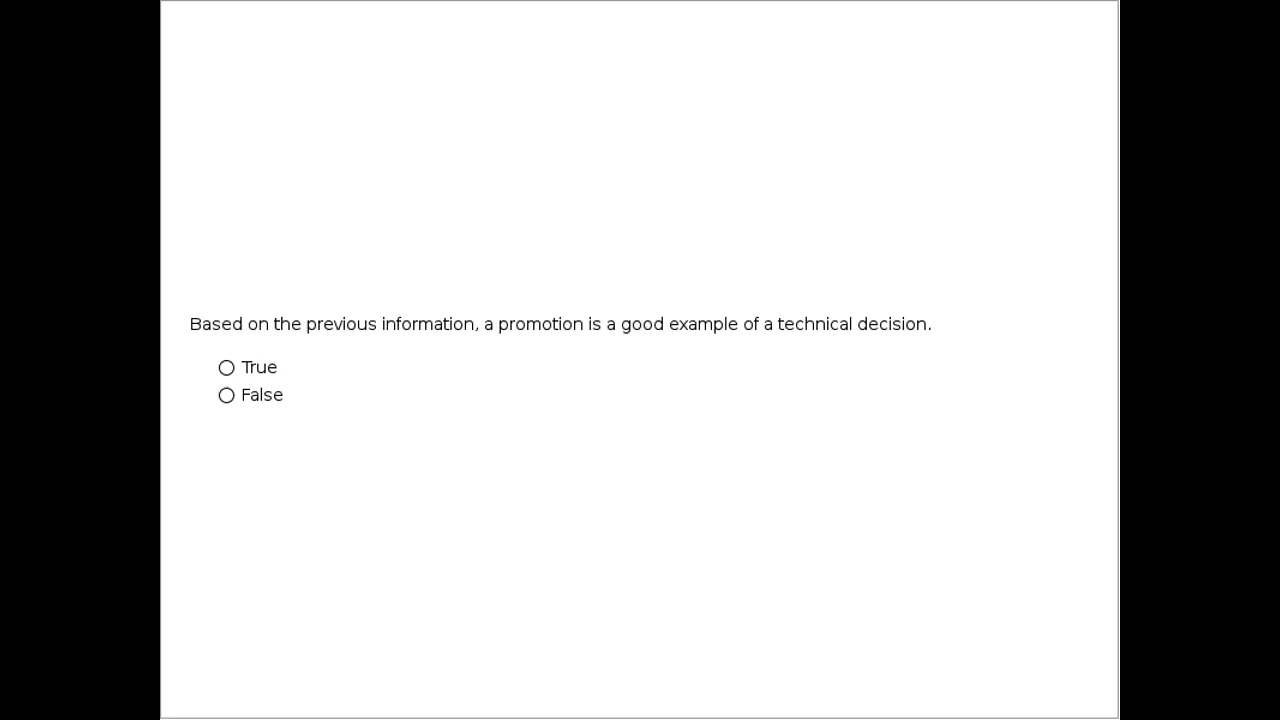 Based on the previous information, a promotion is a good example of a technical decision.
True
False